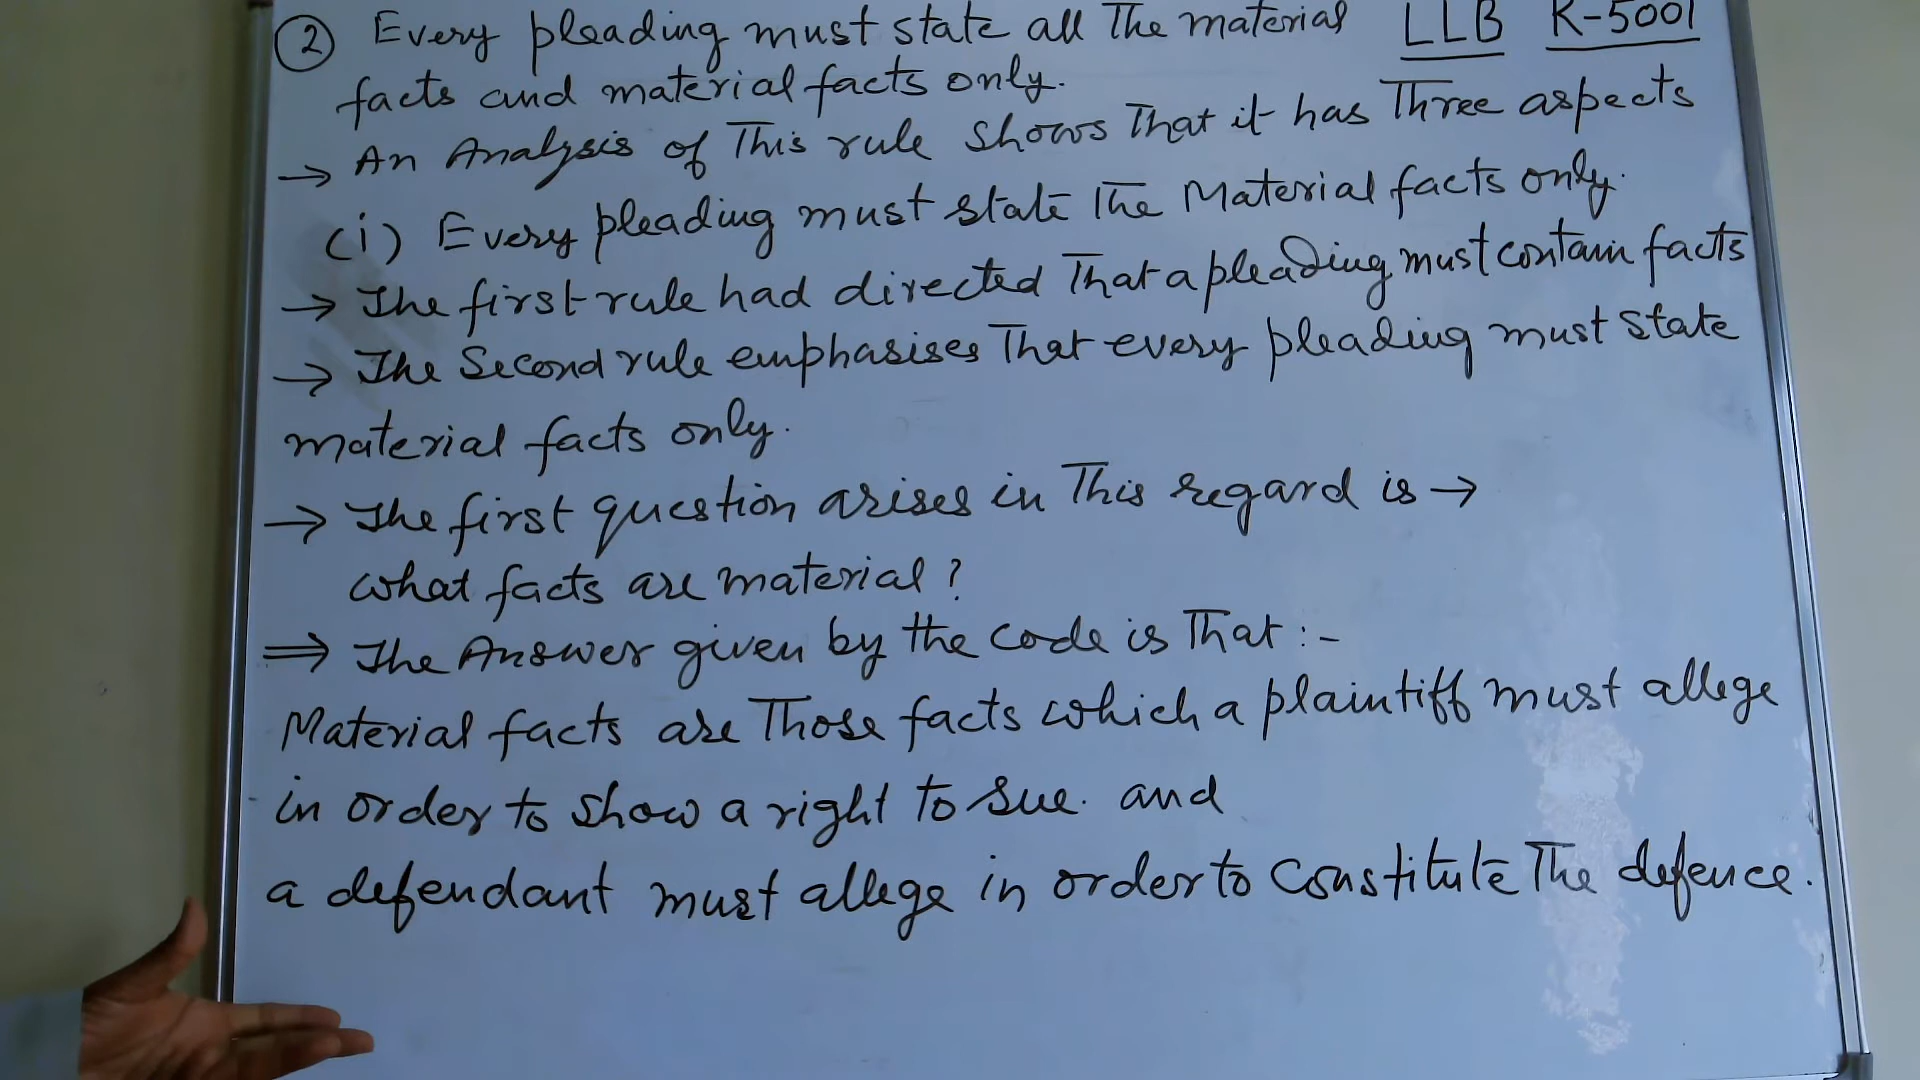 ② Every pleading must state all the material LLB K-5001
facts and material facts only.
→ An Analysis of This rule shows That it has Three aspects
(i) Every pleading must state The Material facts only.
→ The first rule had directed That a pleading must contain facts
→ The Second rule emphasises That every pleading must state
material facts only.
→ The first question arises in This regard is →
what facts are material?
⇒ The Answer given by the code is That :-
Material facts are Those facts which a plaintiff must allege
in order to show a right to sue. and
a defendant must allege in order to constitute The defence.